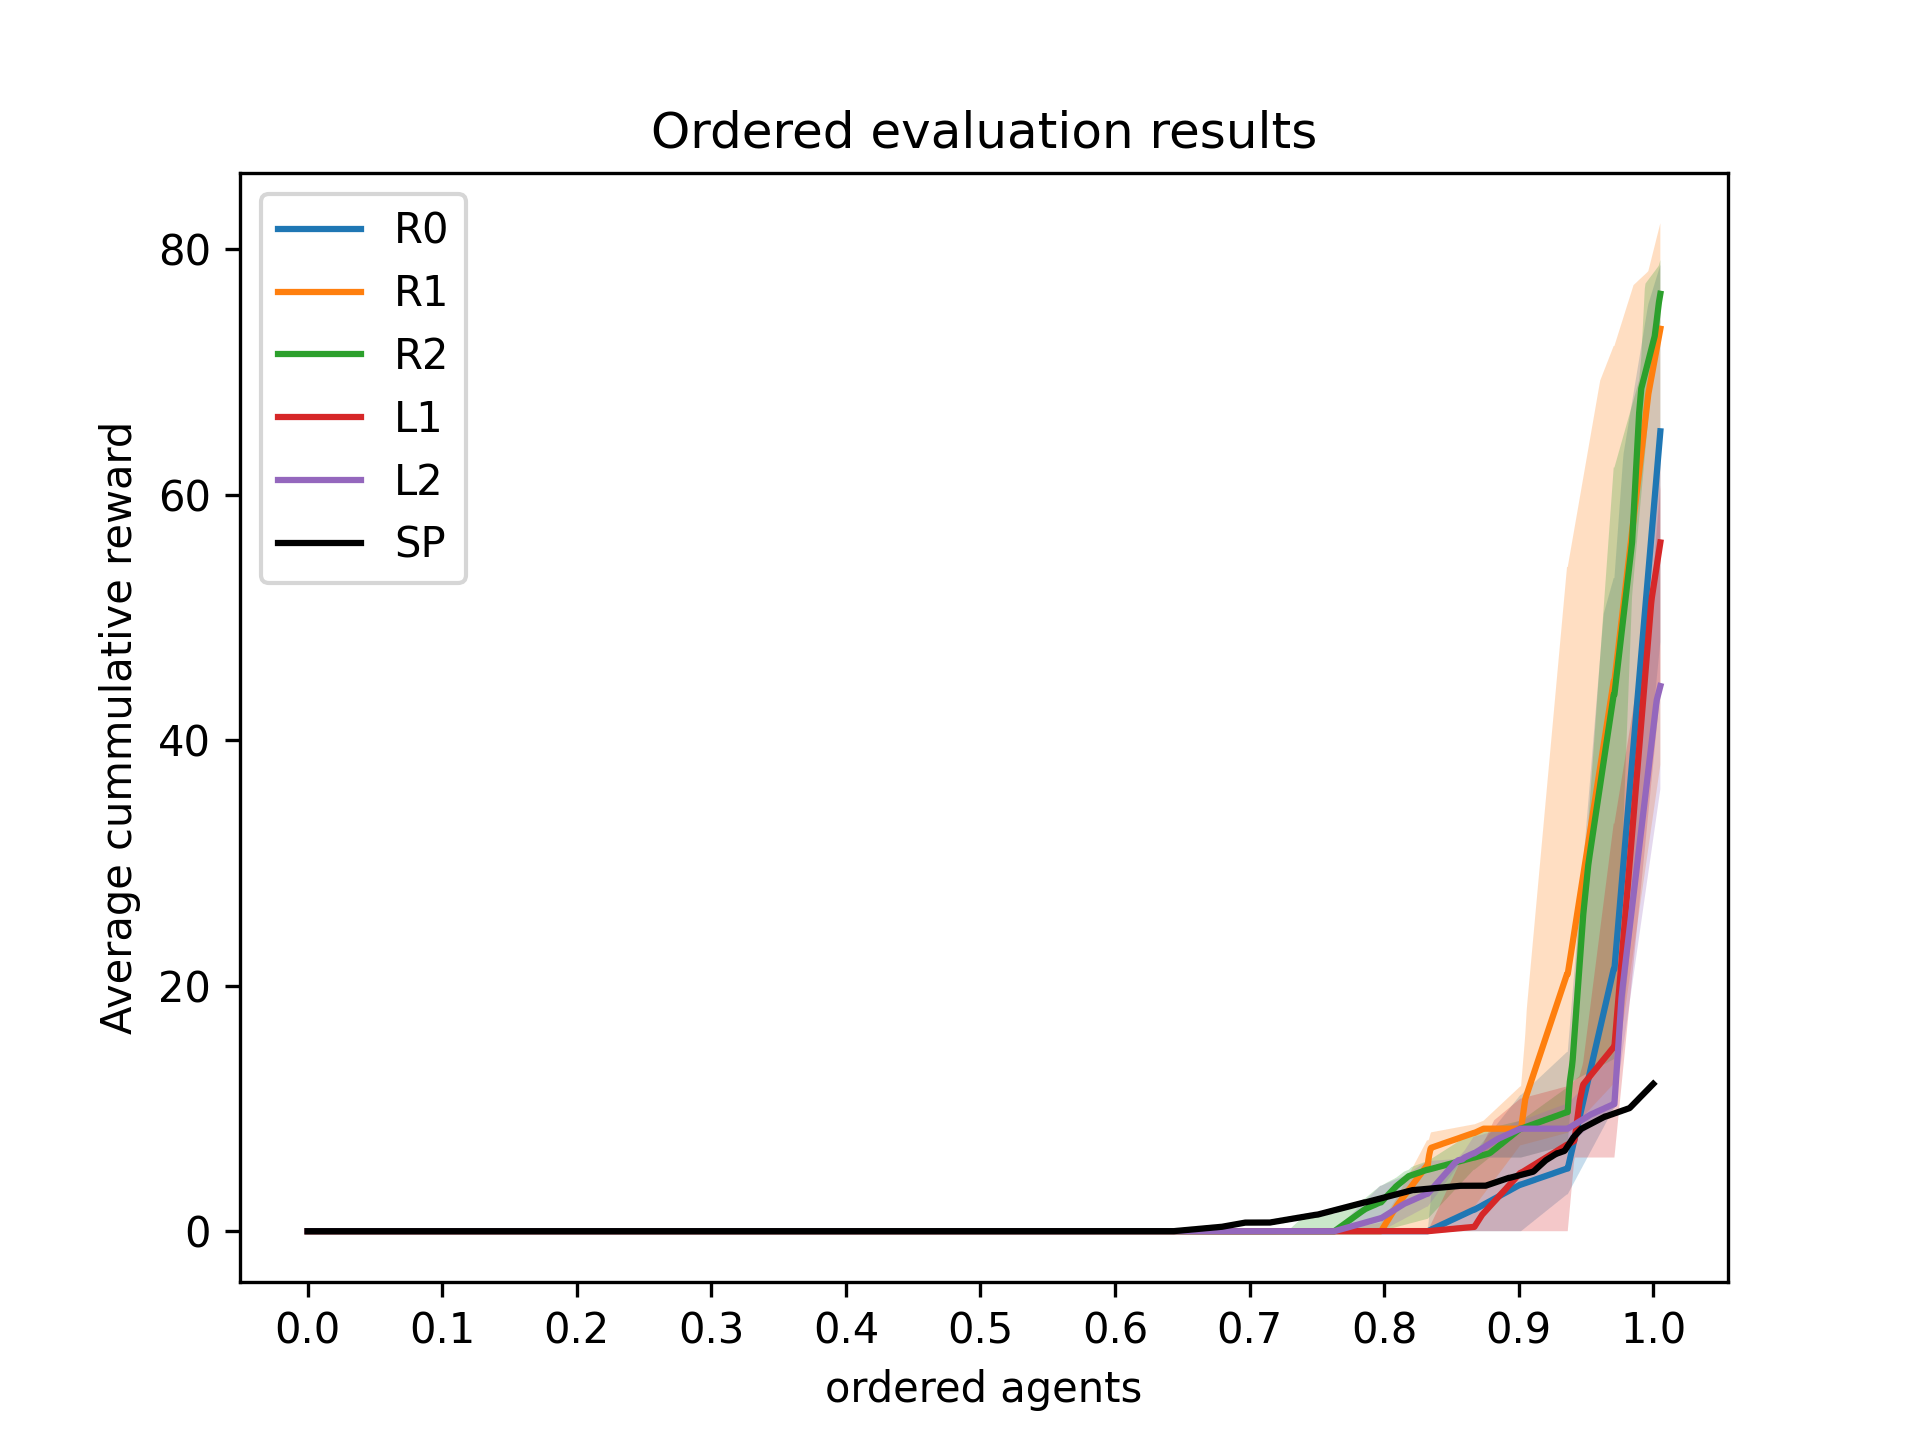 Ordered evaluation results
R0
R1
R2
L1
L2
SP
Average cummulative reward
80
60
40
20
0
0.0 0.1 0.2 0.3 0.4 0.5 0.6 0.7 0.8 0.9 1.0
ordered agents